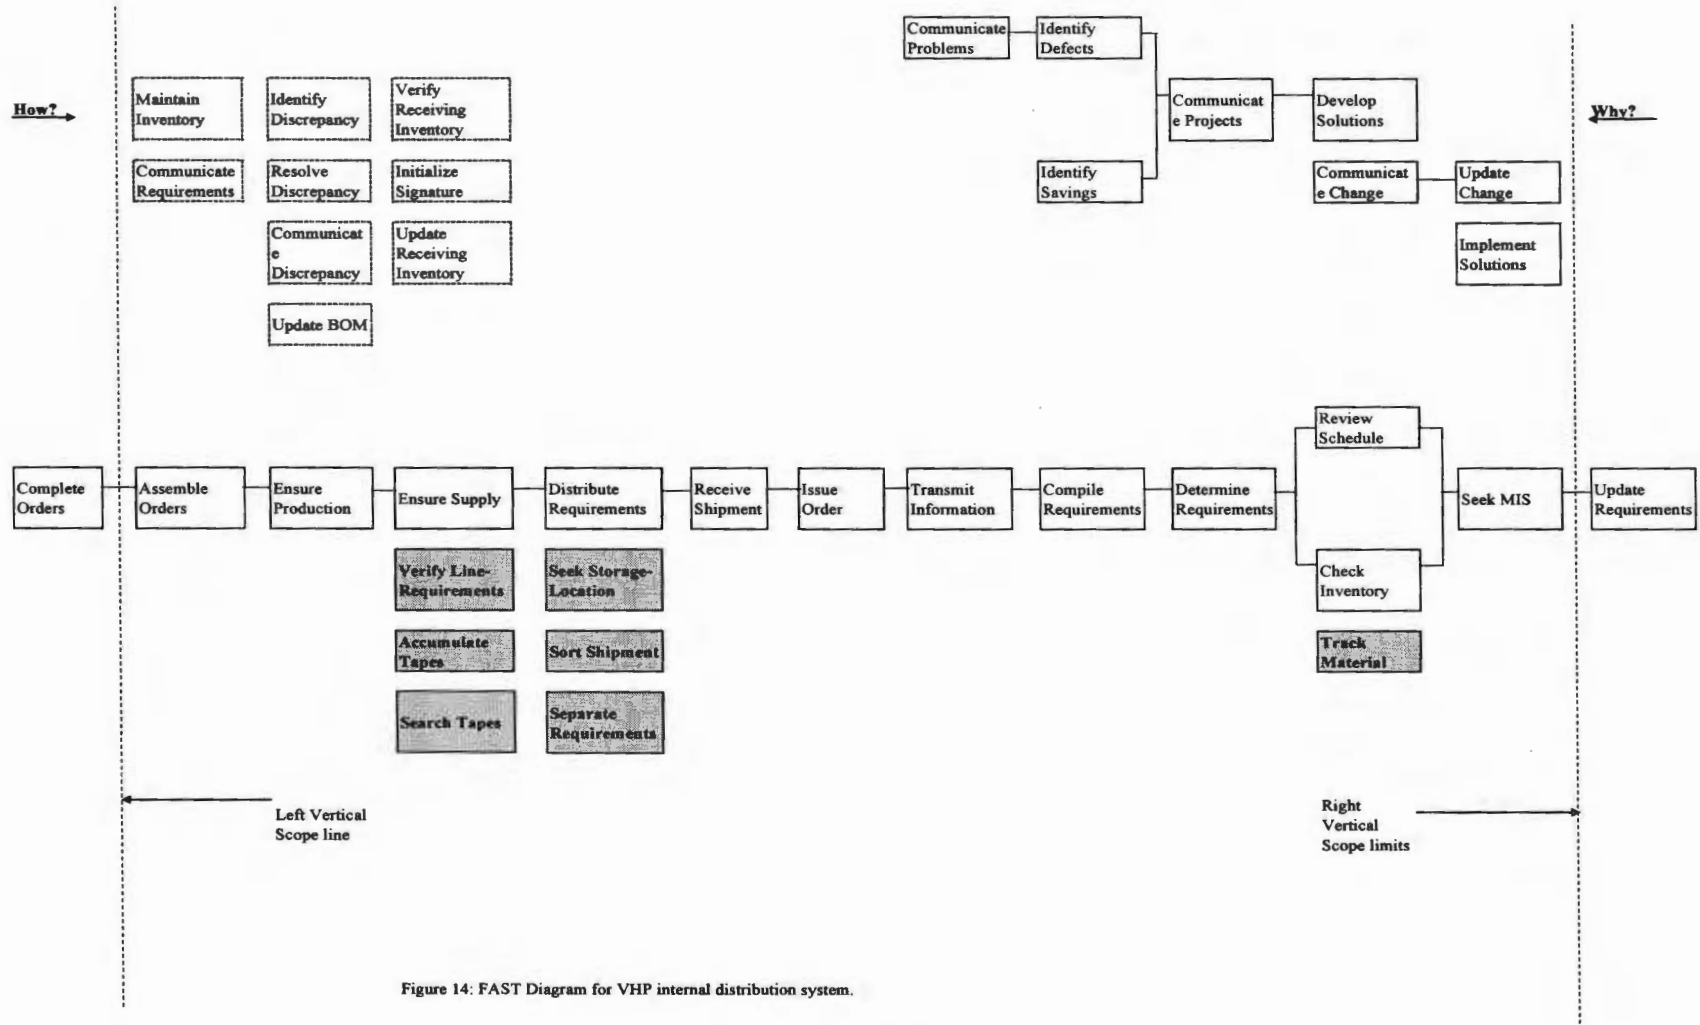 Communicate
Problems
Identify
Defects
How?
Maintain
Inventory
Identify
Discrepancy
Verify
Receiving
Inventory
Communicat
e Projects
Develop
Solutions
Why?
Communicate
Requirements
Resolve
Discrepancy
Initialize
Signature
Identify
Savings
Communicat
e Change
Update
Change
Communicat
e
Discrepancy
Update
Receiving
Inventory
Implement
Solutions
Update BOM
Review
Schedule
Complete
Orders
Assemble
Orders
Ensure
Production
Ensure Supply
Distribute
Requirements
Receive
Shipment
Issue
Order
Transmit
Information
Compile
Requirements
Determine
Requirements
Seek MIS
Update
Requirements
Verify Line-
Requirements
Seek Storage-
Location
Check
Inventory
Accumulate
Tapes
Sort Shipment
Track
Material
Search Tapes
Separate
Requirements
Left Vertical
Scope line
Right
Vertical
Scope limits
Figure 14: FAST Diagram for VHP internal distribution system.